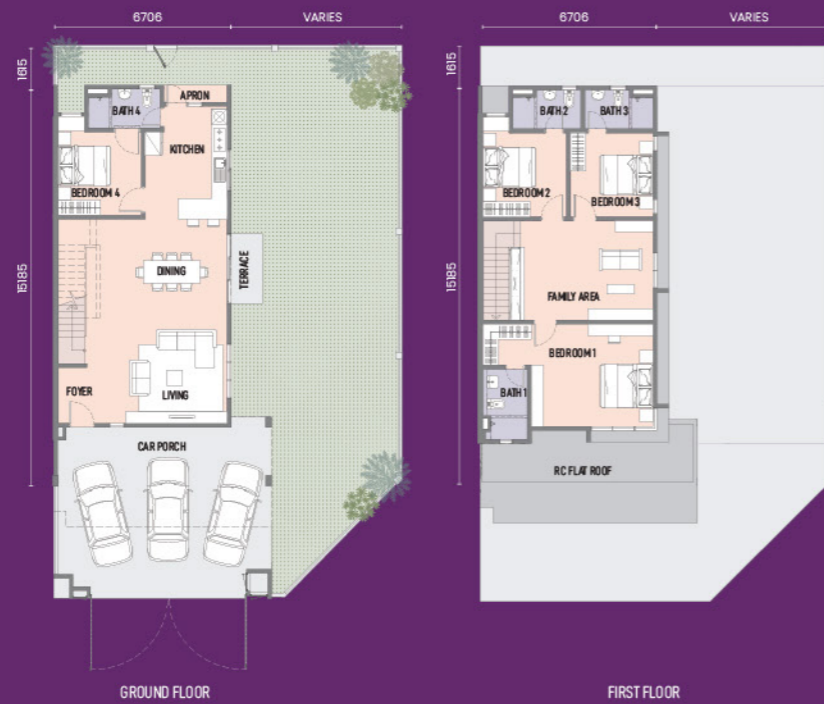 6706
VARIES
1615
15185
BATH 4
APRON
KITCHEN
BEDROOM 4
DINING
TERRACE
FOYER
LIVING
CAR PORCH
GROUND FLOOR
6706
VARIES
1615
15185
BATH 2
BATH 3
BEDROOM 2
BEDROOM 3
FAMILY AREA
BEDROOM 1
BATH 1
RC FLAT ROOF
FIRST FLOOR